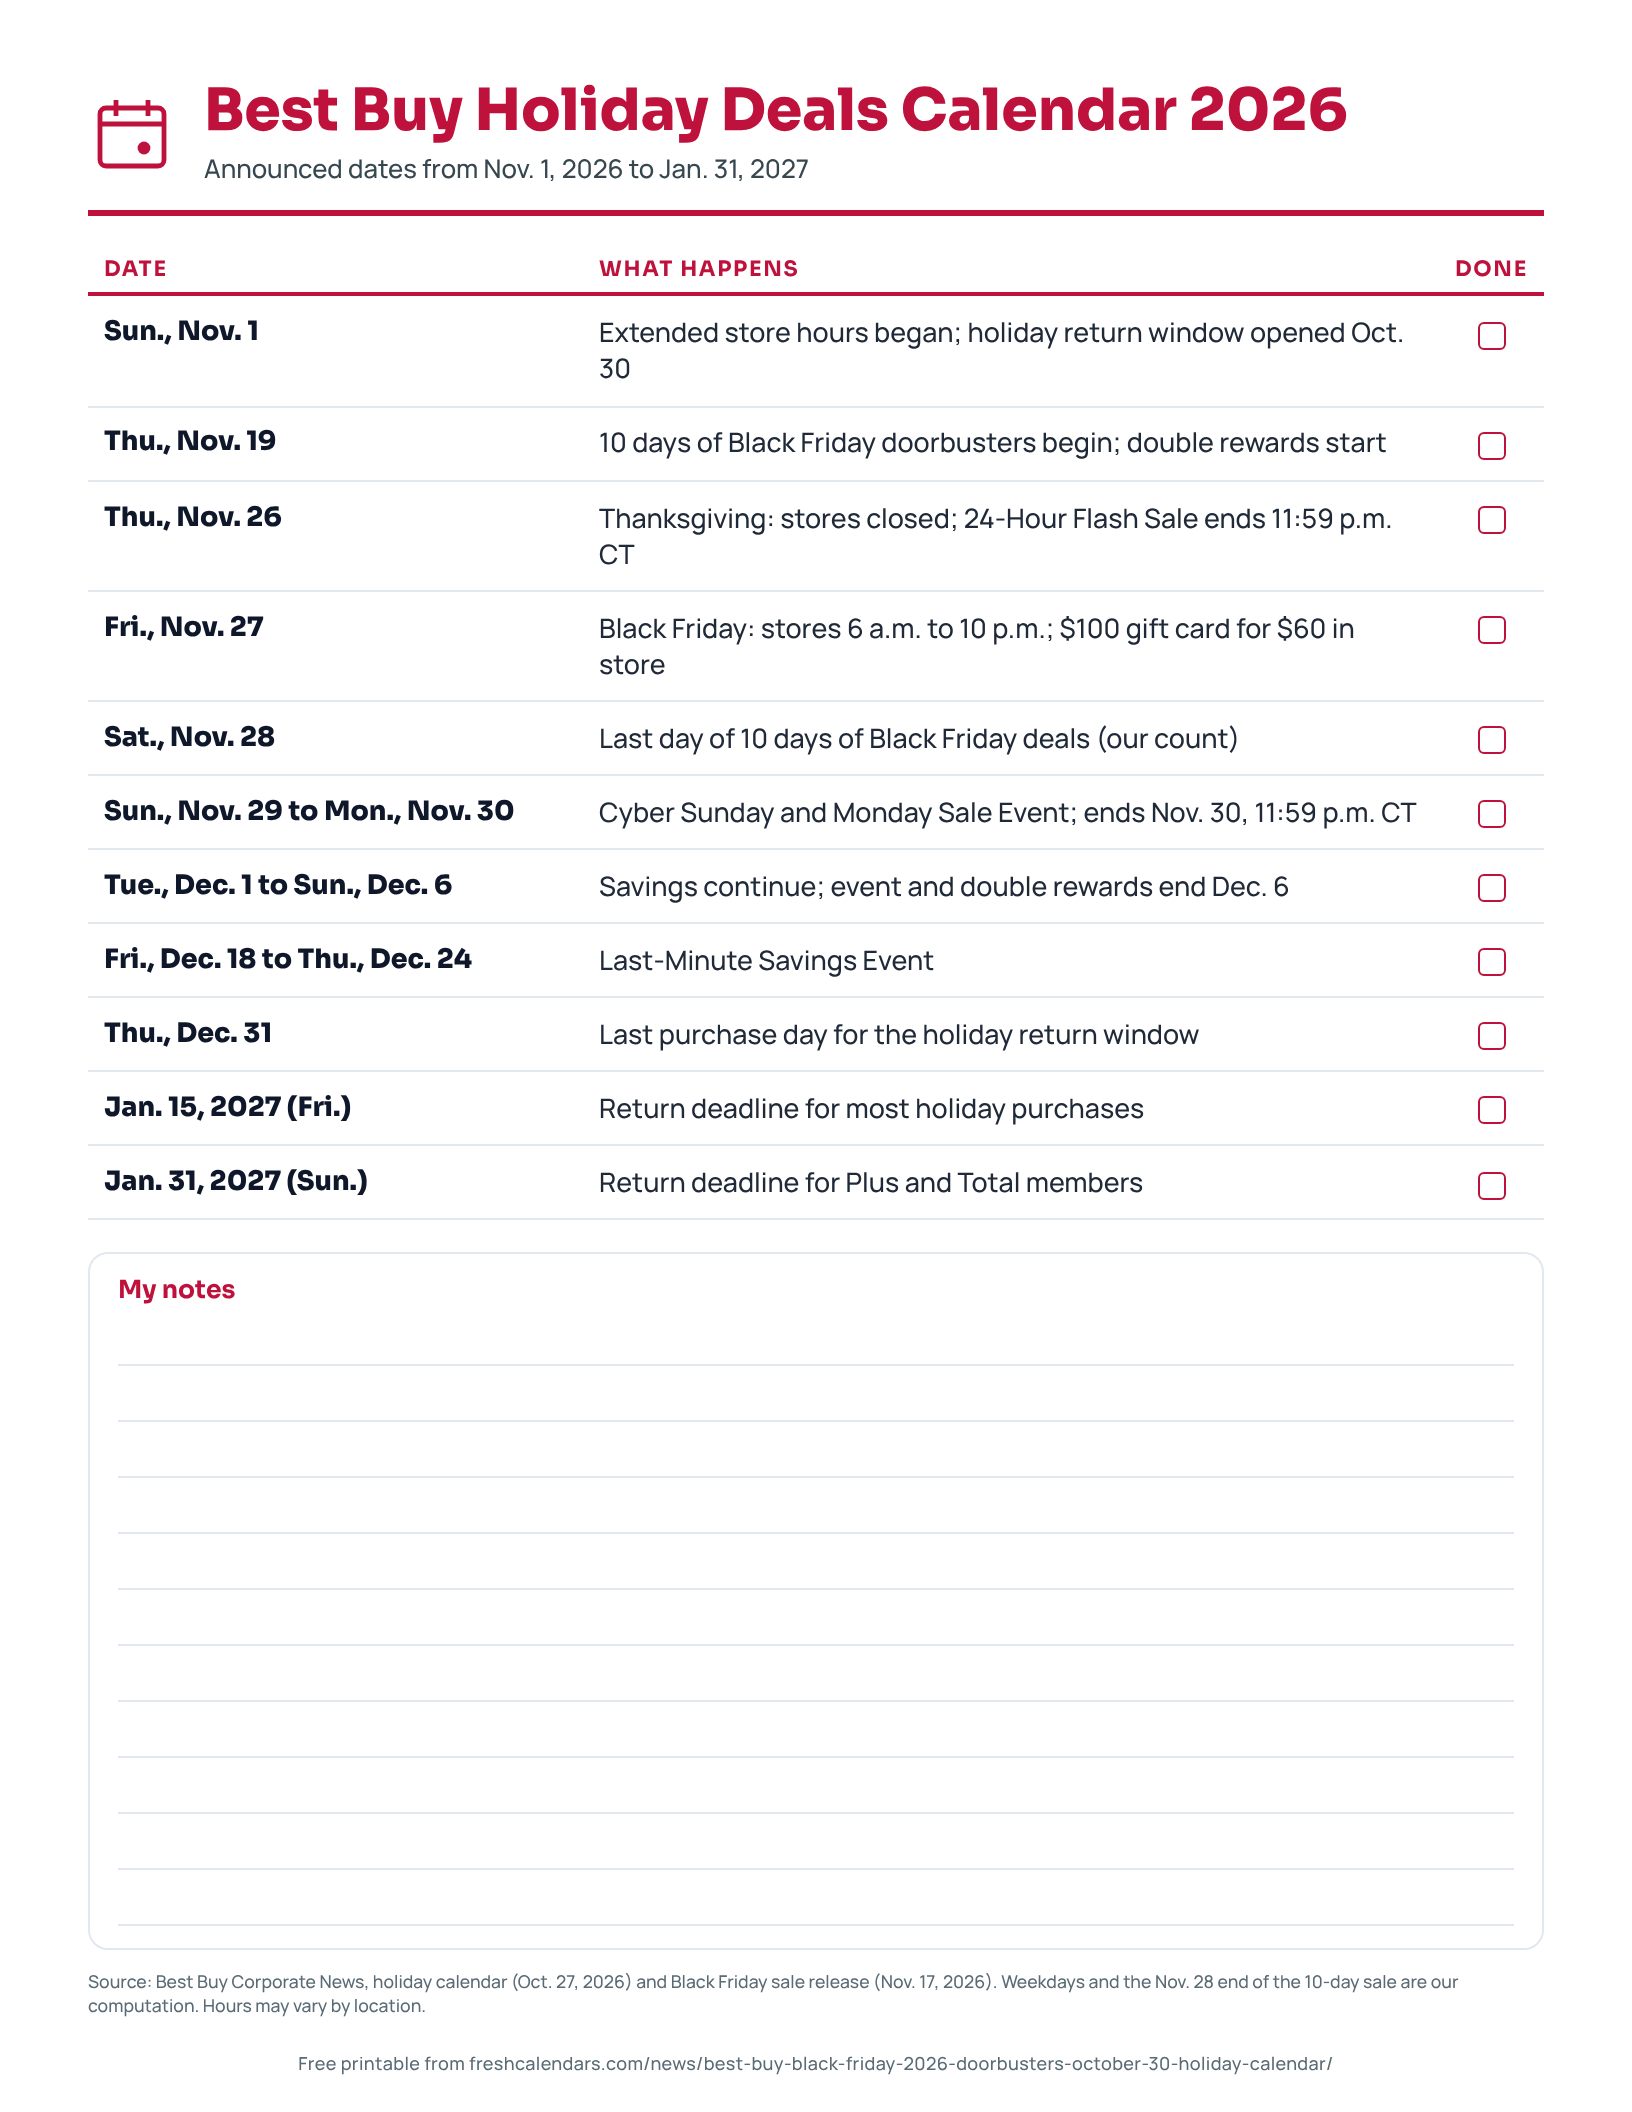 Best Buy Holiday Deals Calendar 2026
Announced dates from Nov. 1, 2026 to Jan. 31, 2027
DATE WHAT HAPPENS DONE
Sun., Nov. 1 Extended store hours began; holiday return window opened Oct.
30
Thu., Nov. 19 10 days of Black Friday doorbusters begin; double rewards start
Thu., Nov. 26 Thanksgiving: stores closed; 24-Hour Flash Sale ends 11:59 p.m.
CT
Fri., Nov. 27 Black Friday: stores 6 a.m. to 10 p.m.; $100 gift card for $60 in
store
Sat., Nov. 28 Last day of 10 days of Black Friday deals (our count)
Sun., Nov. 29 to Mon., Nov. 30 Cyber Sunday and Monday Sale Event; ends Nov. 30, 11:59 p.m. CT
Tue., Dec. 1 to Sun., Dec. 6 Savings continue; event and double rewards end Dec. 6
Fri., Dec. 18 to Thu., Dec. 24 Last-Minute Savings Event
Thu., Dec. 31 Last purchase day for the holiday return window
Jan. 15, 2027 (Fri.) Return deadline for most holiday purchases
Jan. 31, 2027 (Sun.) Return deadline for Plus and Total members
My notes
Source: Best Buy Corporate News, holiday calendar (Oct. 27, 2026) and Black Friday sale release (Nov. 17, 2026). Weekdays and the Nov. 28 end of the 10-day sale are our
computation. Hours may vary by location.
Free printable from freshcalendars.com/news/best-buy-black-friday-2026-doorbusters-october-30-holiday-calendar/